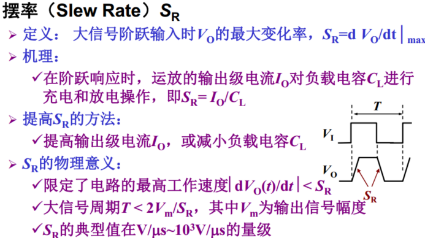 摆率（Slew Rate）SR
➢ 定义： 大信号阶跃输入时VO的最大变化率，SR=d VO/dt| max
➢ 机理：
✓在阶跃响应时，运放的输出级电流IO对负载电容CL进行
充电和放电操作，即SR= IO/CL
➢ 提高SR的方法：
✓提高输出级电流IO，或减小负载电容CL
➢ SR的物理意义：
✓限定了电路的最高工作速度|dVO(t)/dt| < SR
✓大信号周期T < 2Vm/SR，其中Vm为输出信号幅度
✓SR的典型值在V/μs~10³V/μs的量级
T
VI
VO
SR